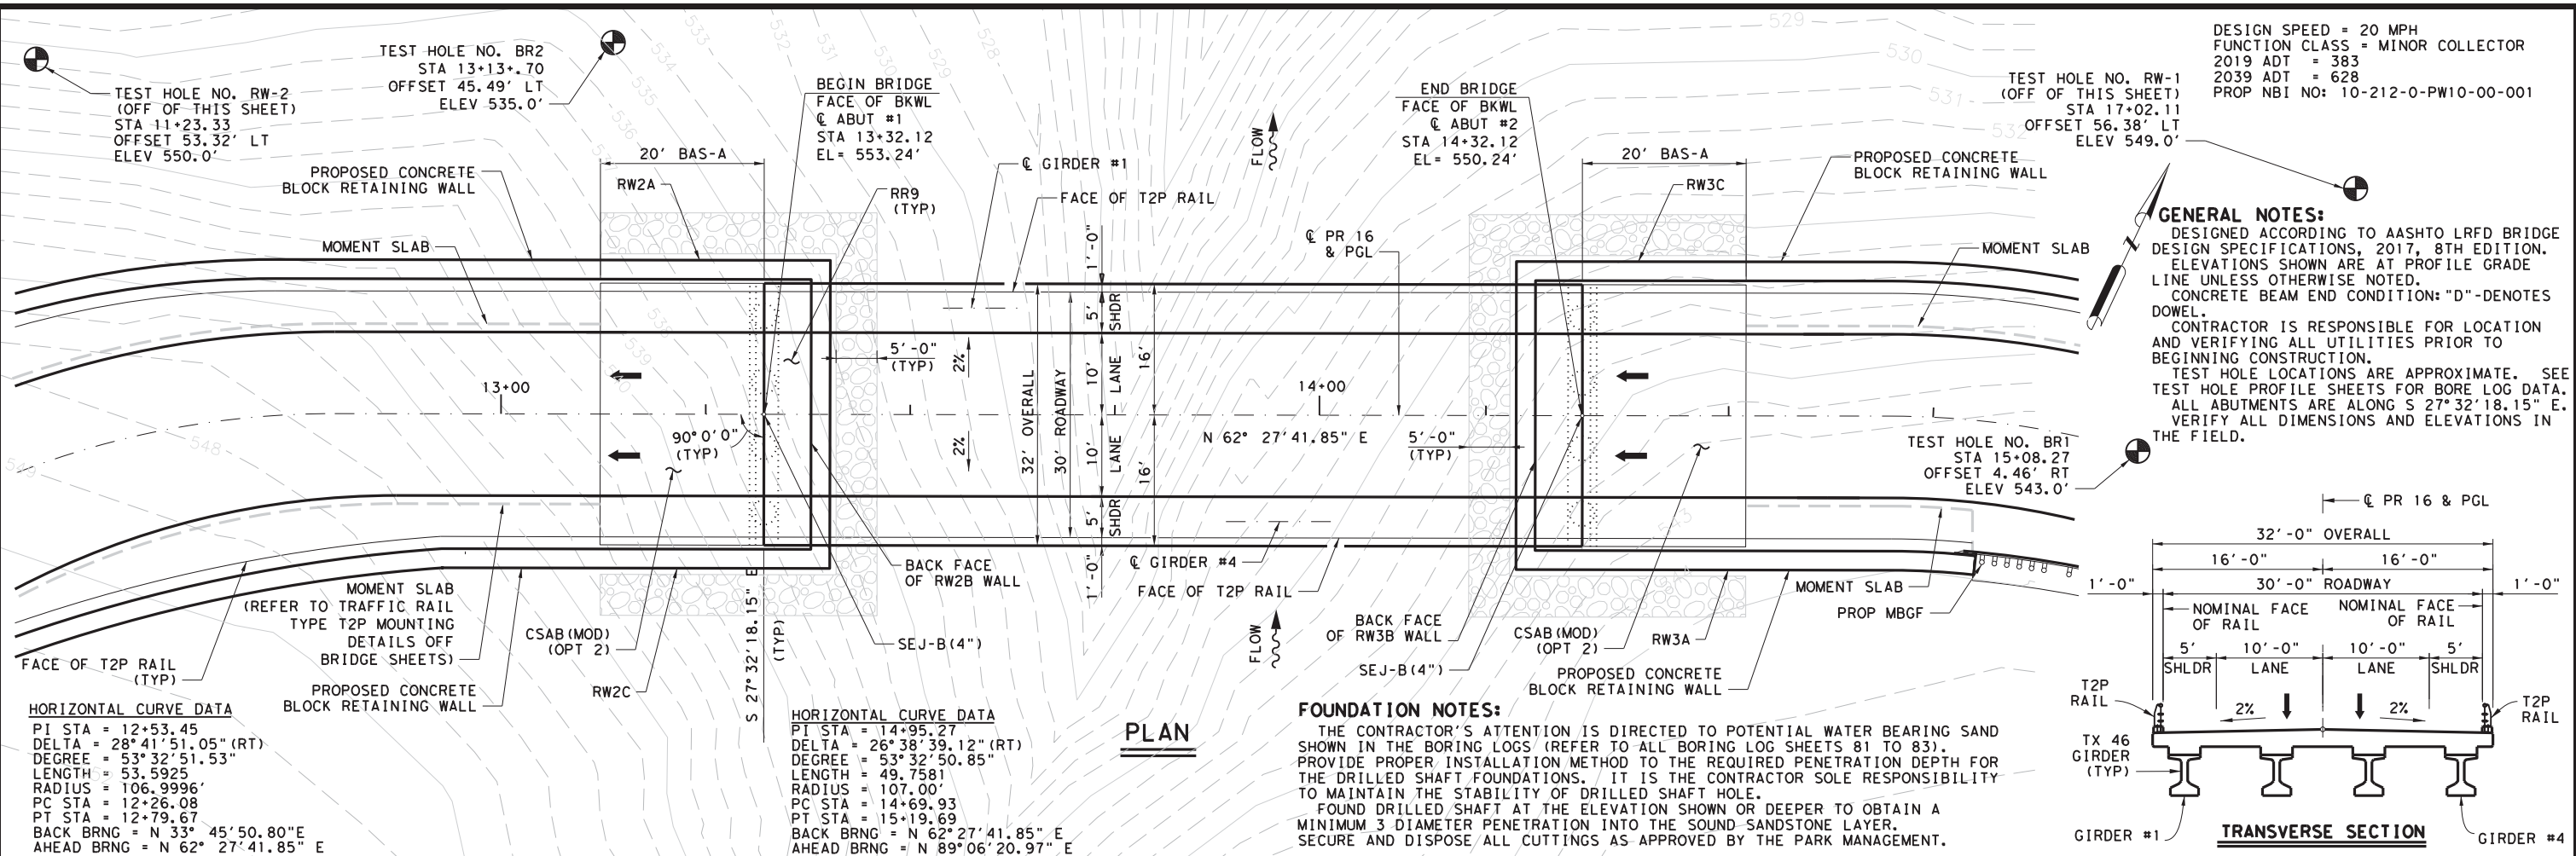 TEST HOLE NO. RW-2
(OFF OF THIS SHEET)
STA 11+23.33
OFFSET 53.32' LT
ELEV 550.0'
TEST HOLE NO. BR2
STA 13+13+.70
OFFSET 45.49' LT
ELEV 535.0'
BEGIN BRIDGE
FACE OF BKWL
℄ ABUT #1
STA 13+32.12
EL= 553.24'
END BRIDGE
FACE OF BKWL
℄ ABUT #2
STA 14+32.12
EL= 550.24'
TEST HOLE NO. RW-1
(OFF OF THIS SHEET)
STA 17+02.11
OFFSET 56.38' LT
ELEV 549.0'
DESIGN SPEED = 20 MPH
FUNCTION CLASS = MINOR COLLECTOR
2019 ADT = 383
2039 ADT = 628
PROP NBI NO: 10-212-0-PW10-00-001
534
533
532
531
530
529
528
529
530
531
532
535
536
538
539
543
548
549
PROPOSED CONCRETE
BLOCK RETAINING WALL
MOMENT SLAB
20' BAS-A
RW2A
RR9
(TYP)
℄ GIRDER #1
FACE OF T2P RAIL
FLOW
℄ PR 16
& PGL
20' BAS-A
RW3C
PROPOSED CONCRETE
BLOCK RETAINING WALL
MOMENT SLAB
N
GENERAL NOTES:
DESIGNED ACCORDING TO AASHTO LRFD BRIDGE
DESIGN SPECIFICATIONS, 2017, 8TH EDITION.
ELEVATIONS SHOWN ARE AT PROFILE GRADE
LINE UNLESS OTHERWISE NOTED.
CONCRETE BEAM END CONDITION: "D"-DENOTES
DOWEL.
CONTRACTOR IS RESPONSIBLE FOR LOCATION
AND VERIFYING ALL UTILITIES PRIOR TO
BEGINNING CONSTRUCTION.
TEST HOLE LOCATIONS ARE APPROXIMATE. SEE
TEST HOLE PROFILE SHEETS FOR BORE LOG DATA.
ALL ABUTMENTS ARE ALONG S 27°32'18.15" E.
VERIFY ALL DIMENSIONS AND ELEVATIONS IN
THE FIELD.
13+00
90°0'0"
(TYP)
5'-0"
(TYP)
2%
2%
32' OVERALL
30' ROADWAY
1'-0"
5'
SHDR
10'
LANE
10'
LANE
5'
SHDR
1'-0"
16'
16'
14+00
N 62° 27'41.85" E
5'-0"
(TYP)
TEST HOLE NO. BR1
STA 15+08.27
OFFSET 4.46' RT
ELEV 543.0'
MOMENT SLAB
(REFER TO TRAFFIC RAIL
TYPE T2P MOUNTING
DETAILS OFF
BRIDGE SHEETS)
FACE OF T2P RAIL
(TYP)
PROPOSED CONCRETE
BLOCK RETAINING WALL
CSAB(MOD)
(OPT 2)
RW2C
S 27° 32'18.15" E
(TYP)
BACK FACE
OF RW2B WALL
SEJ-B(4")
℄ GIRDER #4
FACE OF T2P RAIL
FLOW
BACK FACE
OF RW3B WALL
SEJ-B(4")
CSAB(MOD)
(OPT 2)
RW3A
PROPOSED CONCRETE
BLOCK RETAINING WALL
MOMENT SLAB
PROP MBGF
HORIZONTAL CURVE DATA
PI STA = 12+53.45
DELTA = 28°41'51.05"(RT)
DEGREE = 53°32'51.53"
LENGTH = 53.5925
RADIUS = 106.9996'
PC STA = 12+26.08
PT STA = 12+79.67
BACK BRNG = N 33° 45'50.80"E
AHEAD BRNG = N 62° 27'41.85" E
HORIZONTAL CURVE DATA
PI STA = 14+95.27
DELTA = 26°38'39.12"(RT)
DEGREE = 53°32'50.85"
LENGTH = 49.7581
RADIUS = 107.00'
PC STA = 14+69.93
PT STA = 15+19.69
BACK BRNG = N 62°27'41.85" E
AHEAD BRNG = N 89°06'20.97" E
PLAN
FOUNDATION NOTES:
THE CONTRACTOR'S ATTENTION IS DIRECTED TO POTENTIAL WATER BEARING SAND
SHOWN IN THE BORING LOGS (REFER TO ALL BORING LOG SHEETS 81 TO 83).
PROVIDE PROPER INSTALLATION METHOD TO THE REQUIRED PENETRATION DEPTH FOR
THE DRILLED SHAFT FOUNDATIONS. IT IS THE CONTRACTOR SOLE RESPONSIBILITY
TO MAINTAIN THE STABILITY OF DRILLED SHAFT HOLE.
FOUND DRILLED SHAFT AT THE ELEVATION SHOWN OR DEEPER TO OBTAIN A
MINIMUM 3 DIAMETER PENETRATION INTO THE SOUND SANDSTONE LAYER.
SECURE AND DISPOSE ALL CUTTINGS AS APPROVED BY THE PARK MANAGEMENT.
℄ PR 16 & PGL
32'-0" OVERALL
16'-0"
16'-0"
1'-0"
30'-0" ROADWAY
1'-0"
NOMINAL FACE
OF RAIL
NOMINAL FACE
OF RAIL
5'
SHLDR
10'-0"
LANE
10'-0"
LANE
5'
SHLDR
T2P
RAIL
2%
2%
T2P
RAIL
TX 46
GIRDER
(TYP)
GIRDER #1
TRANSVERSE SECTION
GIRDER #4